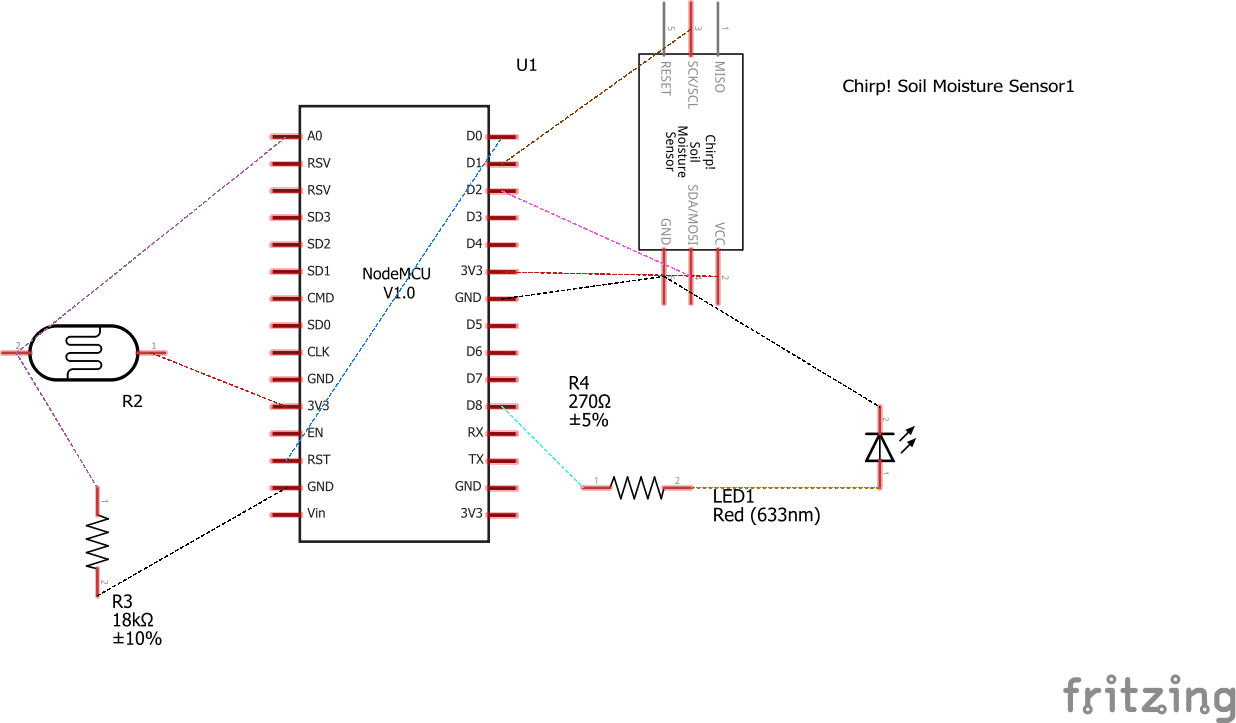 U1
Chirp! Soil Moisture Sensor1
5
3
1
RESET
SCK/SCL
MISO
Chirp!
Soil
Moisture
Sensor
GND
SDA/MOSI
VCC
4
2
NodeMCU
V1.0
A0
RSV
RSV
SD3
SD2
SD1
CMD
SD0
CLK
GND
3V3
EN
RST
GND
Vin
D0
D1
D2
D3
D4
3V3
GND
D5
D6
D7
D8
RX
TX
GND
3V3
2
1
R2
1
2
R3
18kΩ
±10%
R4
270Ω
±5%
1
2
2
1
LED1
Red (633nm)
fritzing